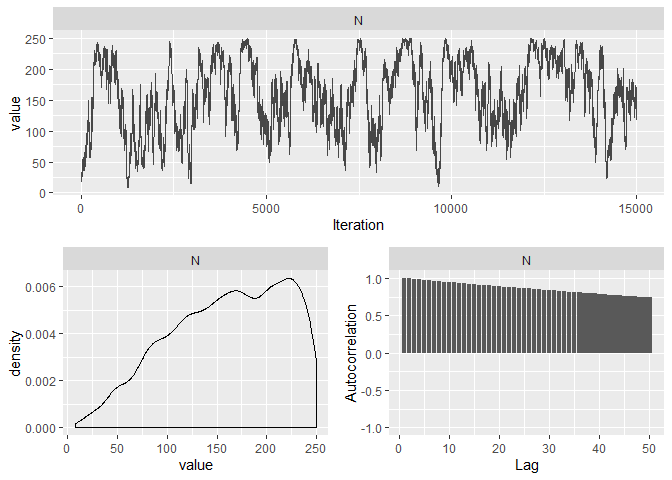 N
value
250
200
150
100
50
0
0 5000 10000 15000
Iteration
N
density
0.006
0.004
0.002
0.000
0 50 100 150 200 250
value
N
Autocorrelation
1.0
0.5
0.0
-0.5
-1.0
0 10 20 30 40 50
Lag